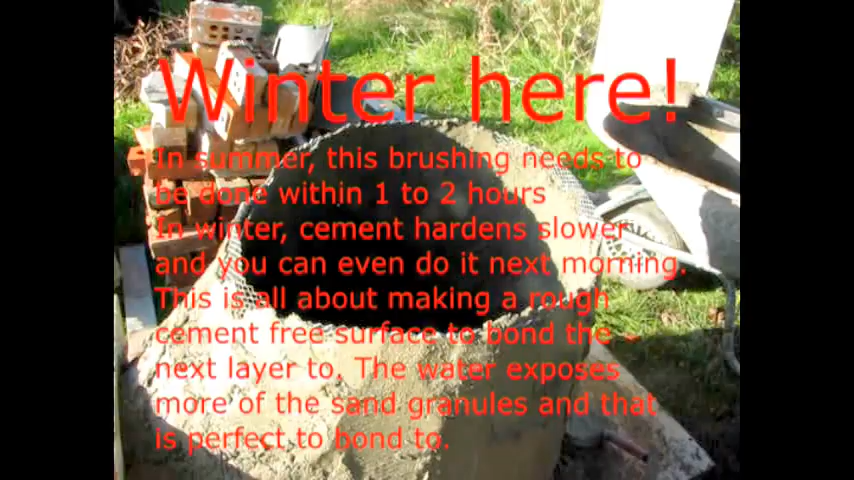 Winter here!
In summer, this brushing needs to
be done within 1 to 2 hours
In winter, cement hardens slower
and you can even do it next morning.
This is all about making a rough
cement free surface to bond the
next layer to. The water exposes
more of the sand granules and that
is perfect to bond to.